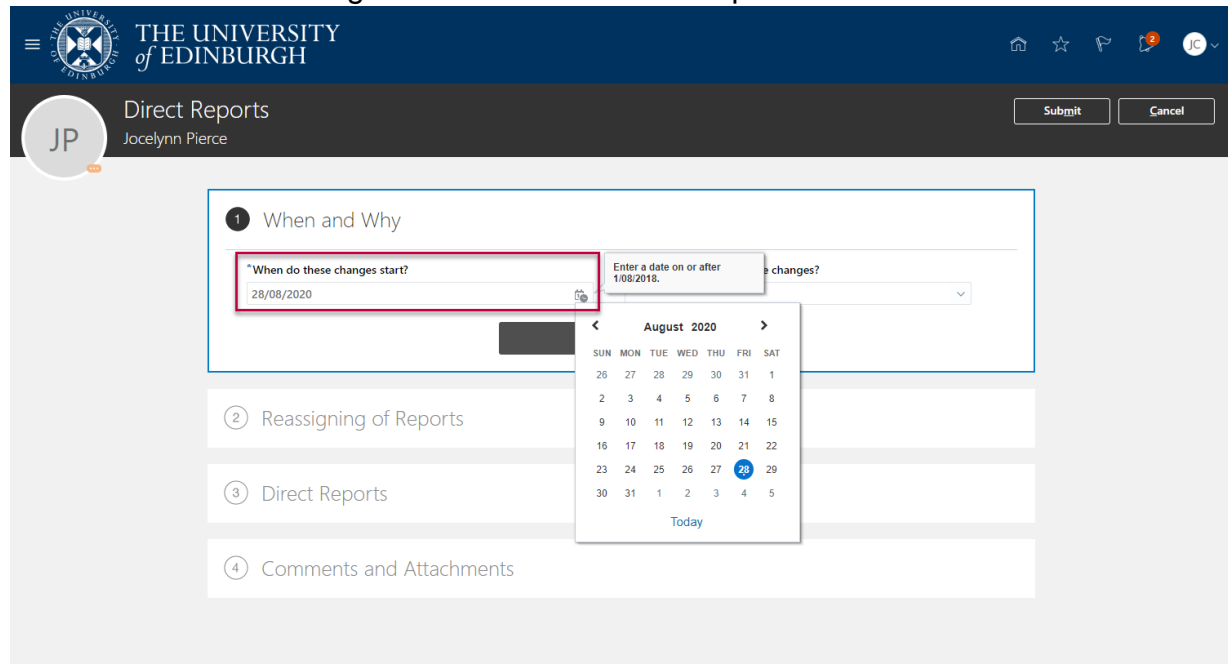 THE UNIVERSITY
of EDINBURGH
2
JC
JP
Direct Reports
Jocelynn Pierce
Submit
Cancel
1 When and Why
*When do these changes start?
28/08/2020
Enter a date on or after
1/08/2018.
changes?
August 2020
SUN MON TUE WED THU FRI SAT
26 27 28 29 30 31 1
2 3 4 5 6 7 8
9 10 11 12 13 14 15
16 17 18 19 20 21 22
23 24 25 26 27 28 29
30 31 1 2 3 4 5
Today
2 Reassigning of Reports
3 Direct Reports
4 Comments and Attachments